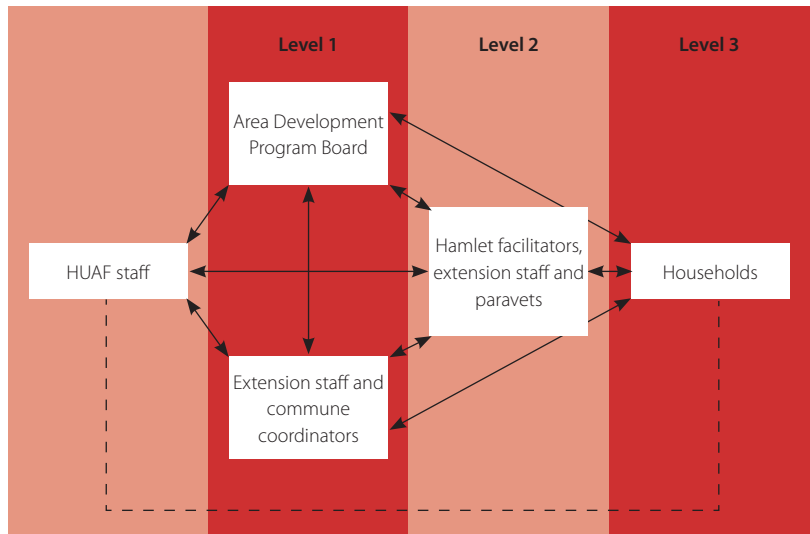 Level 1
Level 2
Level 3
Area Development
Program Board
HUAF staff
Hamlet facilitators,
extension staff and
paravets
Households
Extension staff and
commune
coordinators